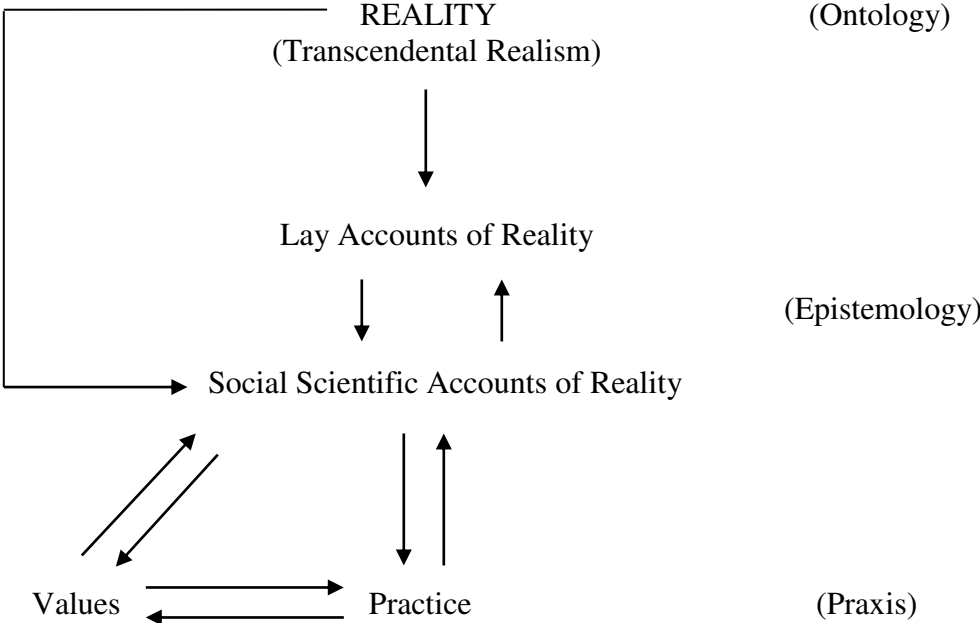 REALITY
(Ontology)
(Transcendental Realism)
Lay Accounts of Reality
(Epistemology)
Social Scientific Accounts of Reality
Values
Practice
(Praxis)